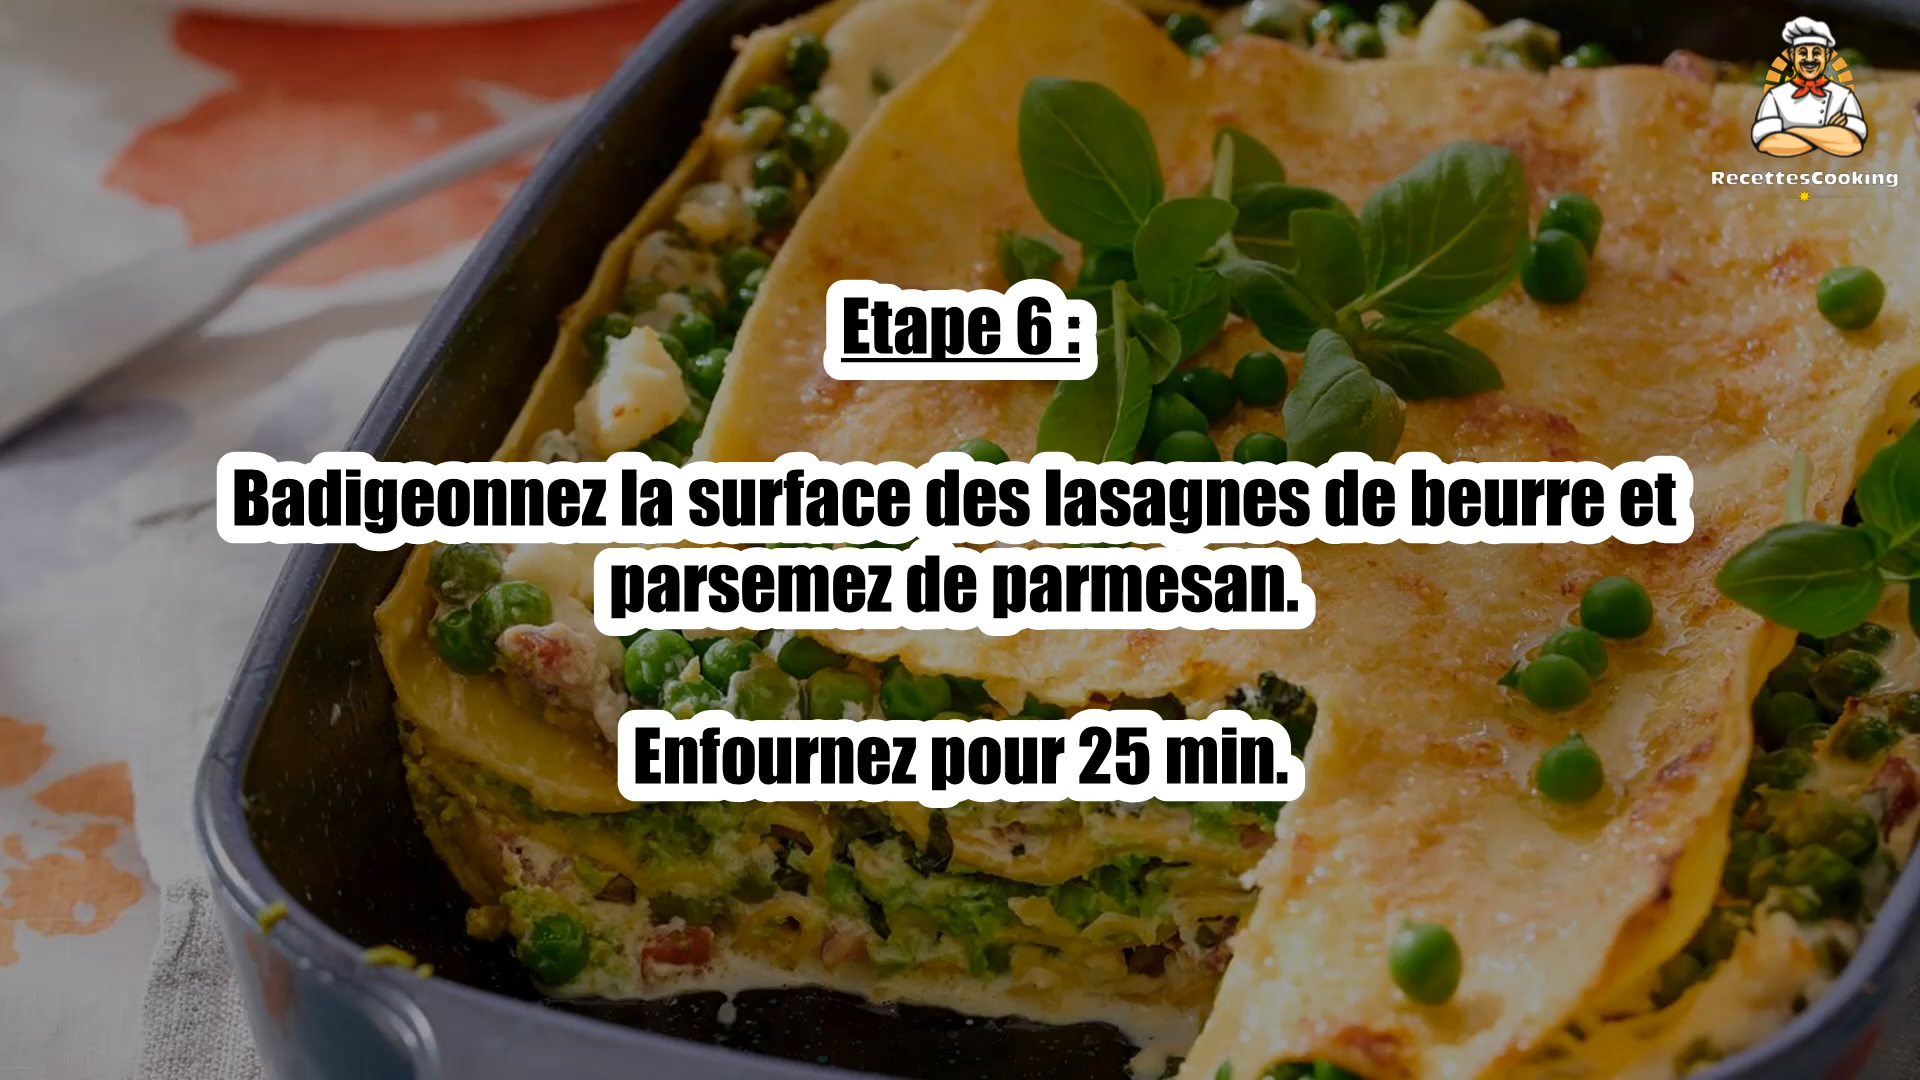 RecettesCooking
Etape 6 :
Badigeonnez la surface des lasagnes de beurre et
parsemez de parmesan.
Enfournez pour 25 min.